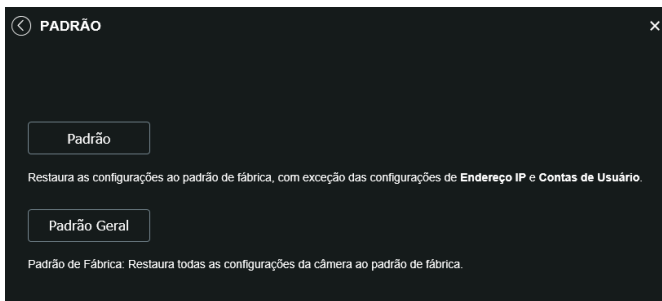 PADRÃO
Padrão
Restaura as configurações ao padrão de fábrica, com exceção das configurações de Endereço IP e Contas de Usuário.
Padrão Geral
Padrão de Fábrica: Restaura todas as configurações da câmera ao padrão de fábrica.